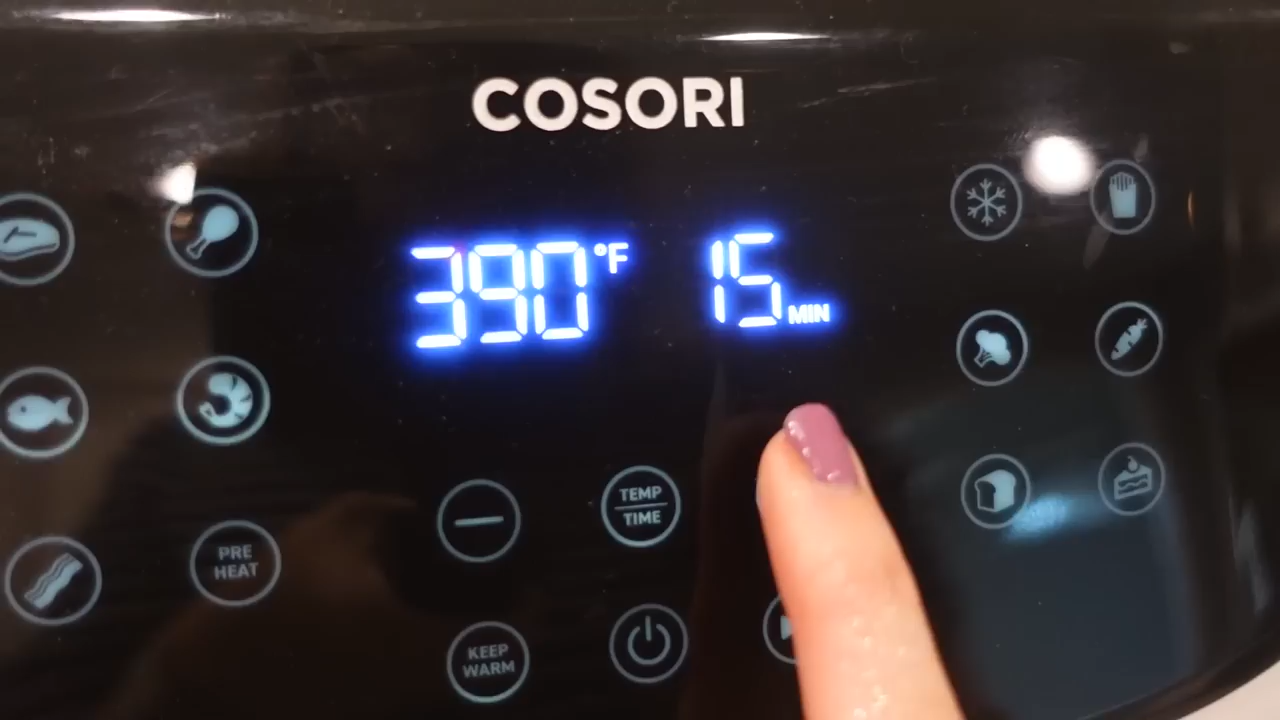 COSORI
390°F 15 MIN
TEMP
TIME
PRE
HEAT
KEEP
WARM